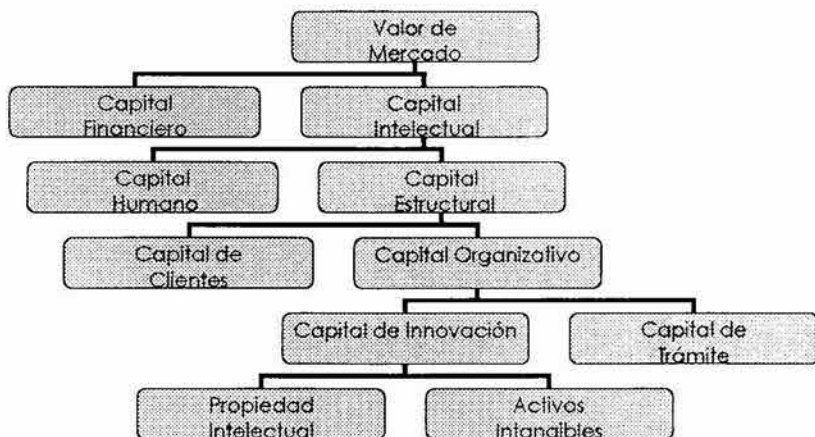 Valor de
Mercado
Capital
Financiero
Capital
Intelectual
Capital
Humano
Capital
Estructural
Capital de
Clientes
Capital Organizativo
Capital de Innovación
Capital de
Trámite
Propiedad
Intelectual
Activos
Intangibles